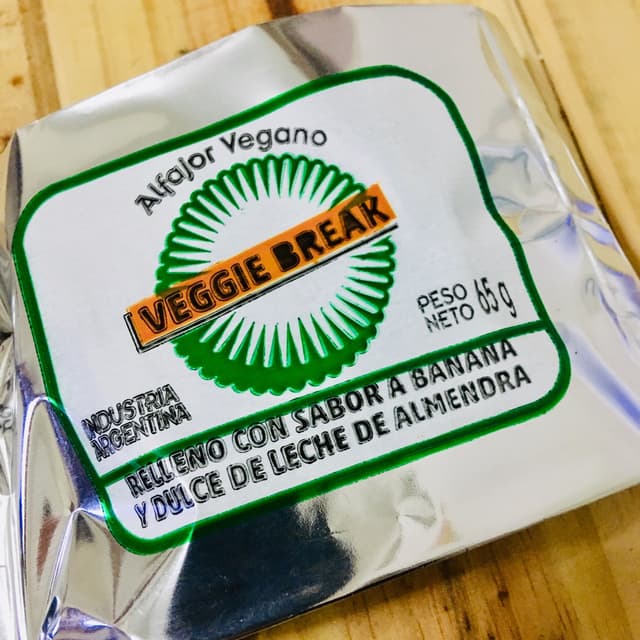 Alfajor Vegano
VEGGIE BREAK
PESO
NETO 65 g
INDUSTRIA
ARGENTINA
RELLENO CON SABOR A BANANA
Y DULCE DE LECHE DE ALMENDRA